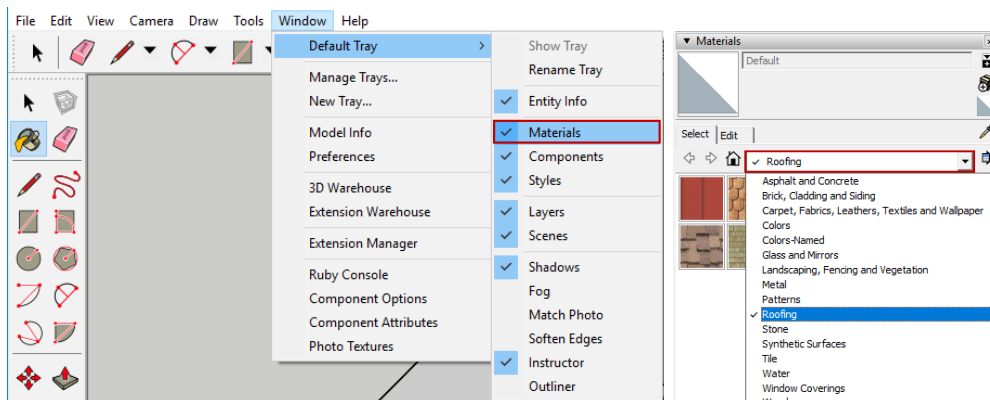 File Edit View Camera Draw Tools Window Help
Default Tray
Manage Trays...
New Tray...
Model Info
Preferences
3D Warehouse
Extension Warehouse
Extension Manager
Ruby Console
Component Options
Component Attributes
Photo Textures
Show Tray
Rename Tray
Entity Info
Materials
Components
Styles
Layers
Scenes
Shadows
Fog
Match Photo
Soften Edges
Instructor
Outliner
Materials
Default
Select Edit
Roofing
Asphalt and Concrete
Brick, Cladding and Siding
Carpet, Fabrics, Leathers, Textiles and Wallpaper
Colors
Colors-Named
Glass and Mirrors
Landscaping, Fencing and Vegetation
Metal
Patterns
Roofing
Stone
Synthetic Surfaces
Tile
Water
Window Coverings